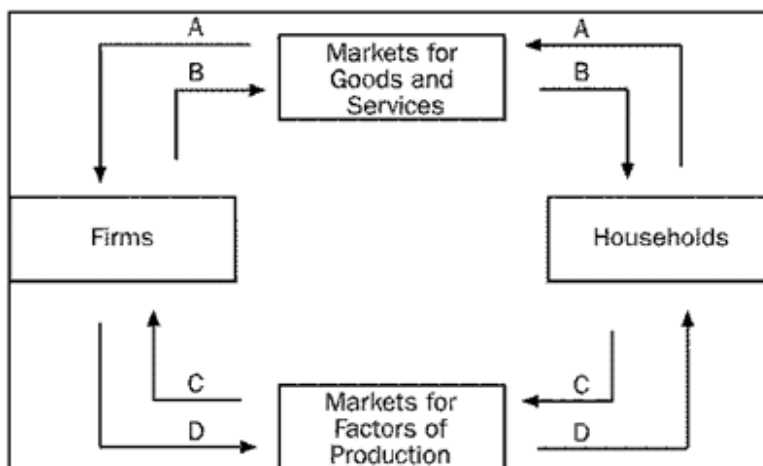 A
A
B
Markets for
Goods and
Services
B
Firms
Households
C
Markets for
Factors of
Production
C
D
D